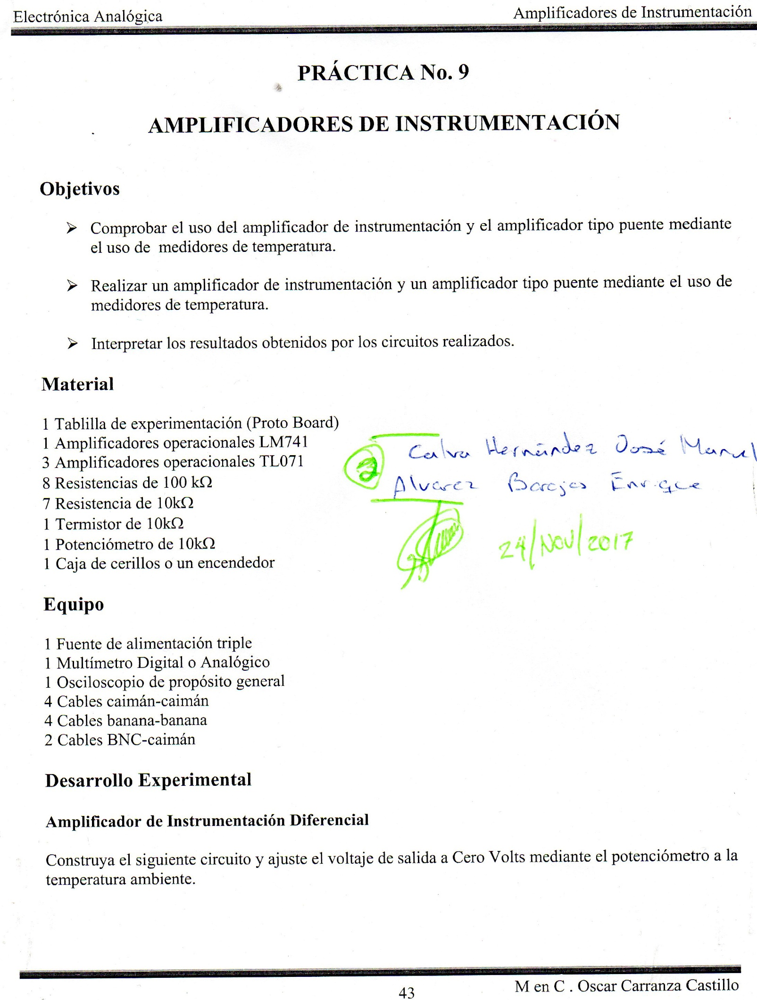 Electrónica Analógica
Amplificadores de Instrumentación
PRÁCTICA No. 9
AMPLIFICADORES DE INSTRUMENTACIÓN
Objetivos
➢ Comprobar el uso del amplificador de instrumentación y el amplificador tipo puente mediante
el uso de medidores de temperatura.
➢ Realizar un amplificador de instrumentación y un amplificador tipo puente mediante el uso de
medidores de temperatura.
➢ Interpretar los resultados obtenidos por los circuitos realizados.
Material
1 Tablilla de experimentación (Proto Board)
1 Amplificadores operacionales LM741
3 Amplificadores operacionales TL071
8 Resistencias de 100 kΩ
7 Resistencia de 10kΩ
1 Termistor de 10kΩ
1 Potenciómetro de 10kΩ
1 Caja de cerillos o un encendedor
Calva Hernández José Manuel
Alvarez Barajas Enrique
24/NOV/2017
Equipo
1 Fuente de alimentación triple
1 Multímetro Digital o Analógico
1 Osciloscopio de propósito general
4 Cables caimán-caimán
4 Cables banana-banana
2 Cables BNC-caimán
Desarrollo Experimental
Amplificador de Instrumentación Diferencial
Construya el siguiente circuito y ajuste el voltaje de salida a Cero Volts mediante el potenciómetro a la
temperatura ambiente.
43
M en C . Oscar Carranza Castillo